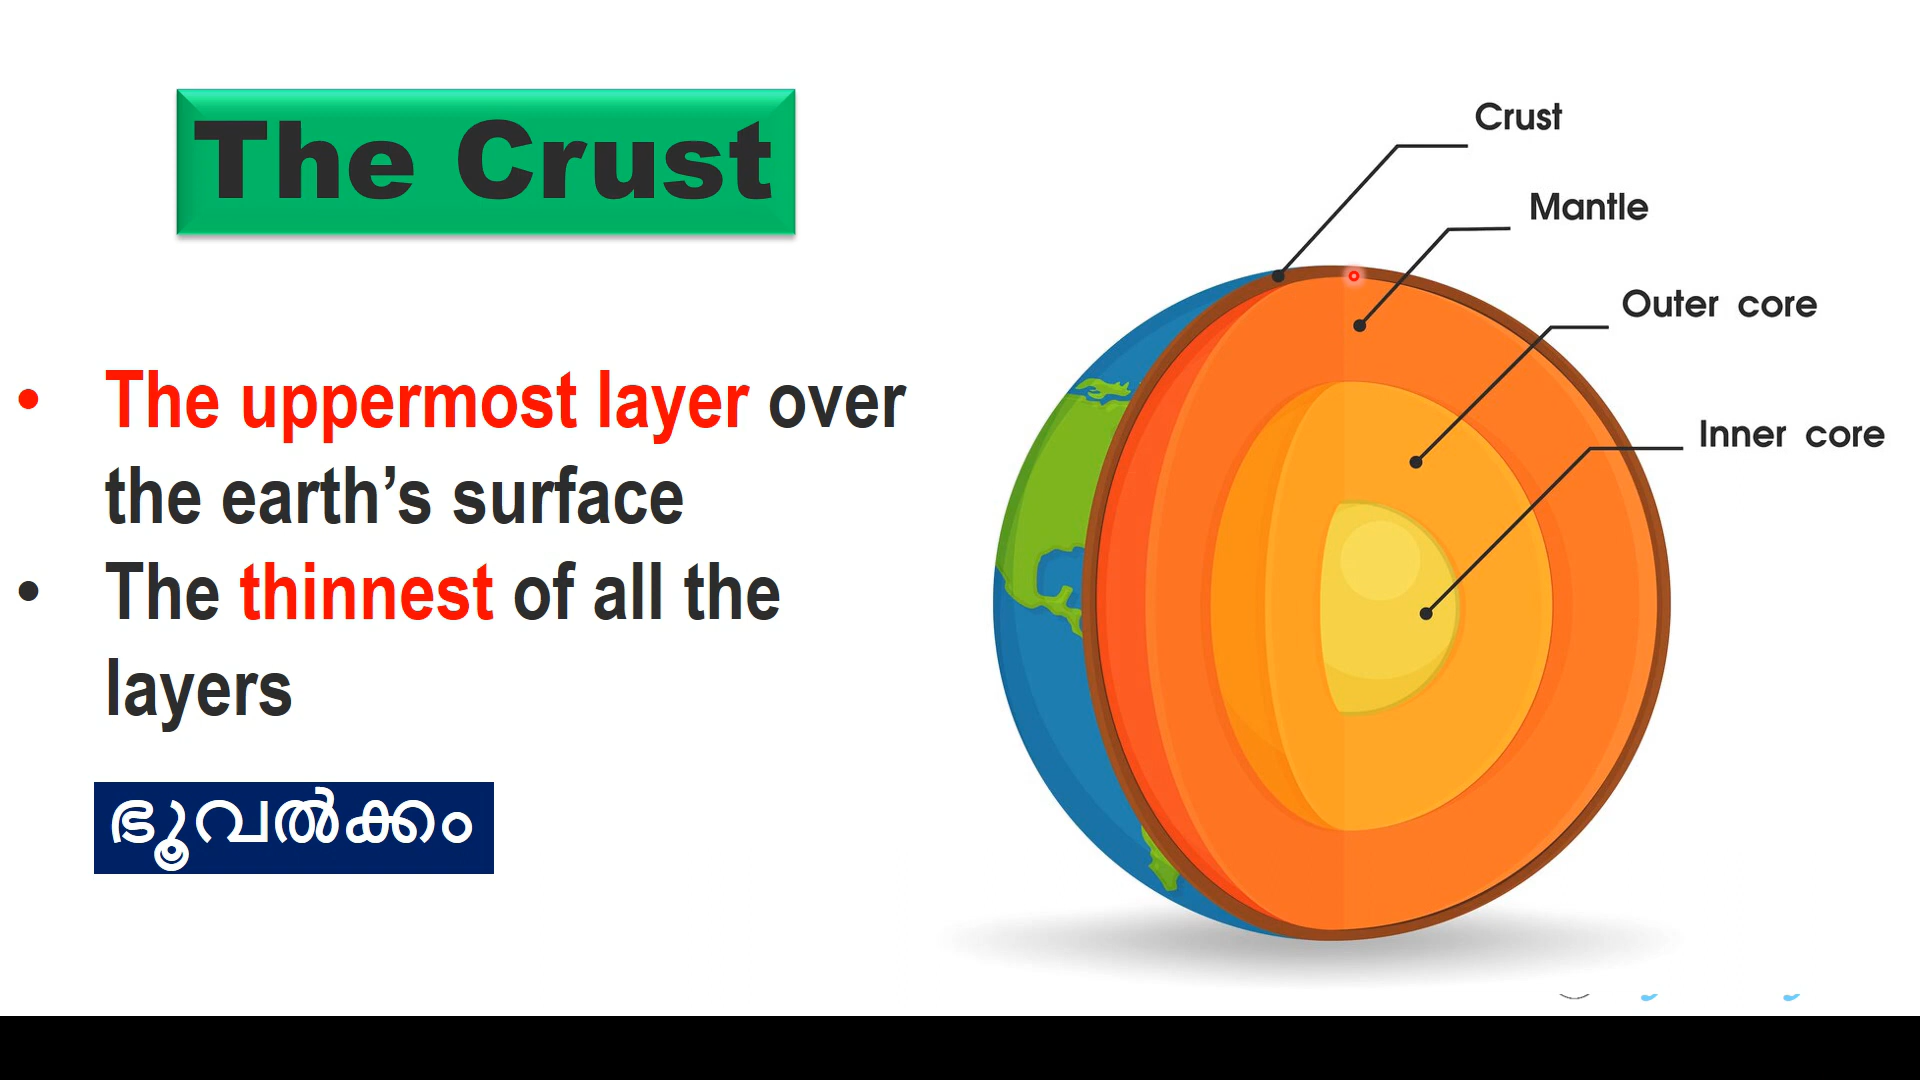 The Crust
• The uppermost layer over
the earth’s surface
• The thinnest of all the
layers
ഭൂവൽക്കം
Crust
Mantle
Outer core
Inner core